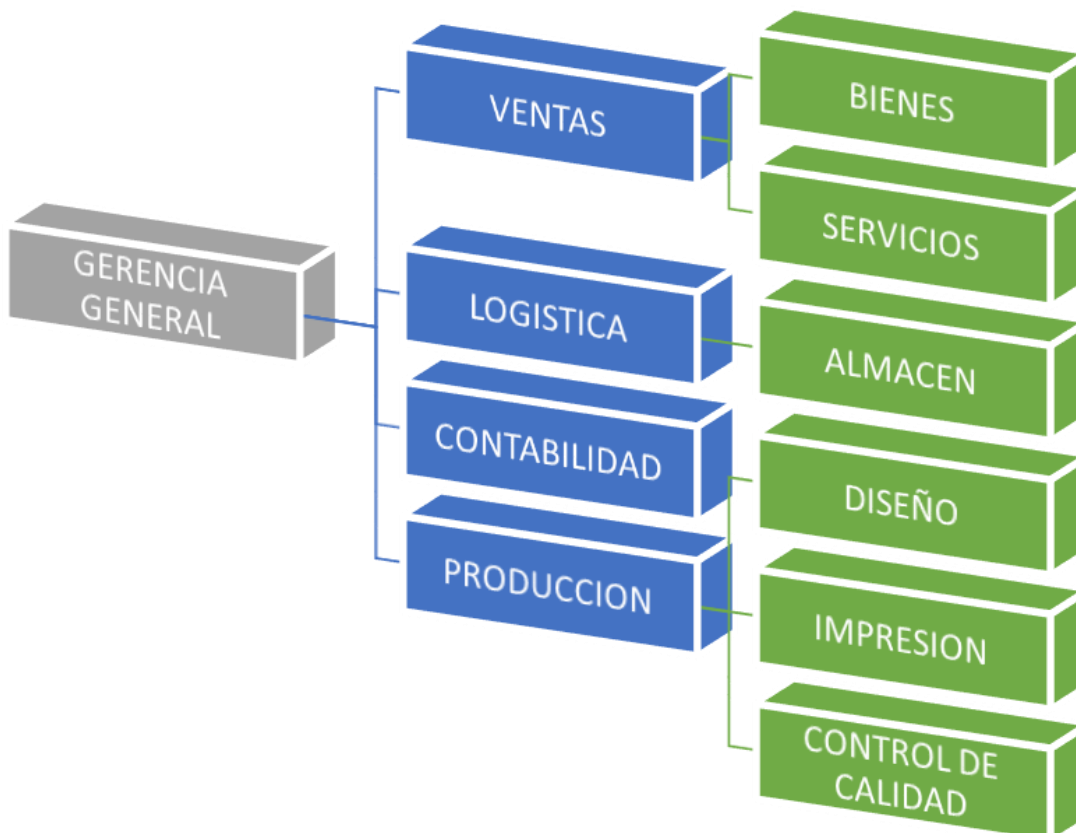 GERENCIA
GENERAL
VENTAS
LOGISTICA
CONTABILIDAD
PRODUCCION
BIENES
SERVICIOS
ALMACEN
DISEÑO
IMPRESION
CONTROL DE
CALIDAD